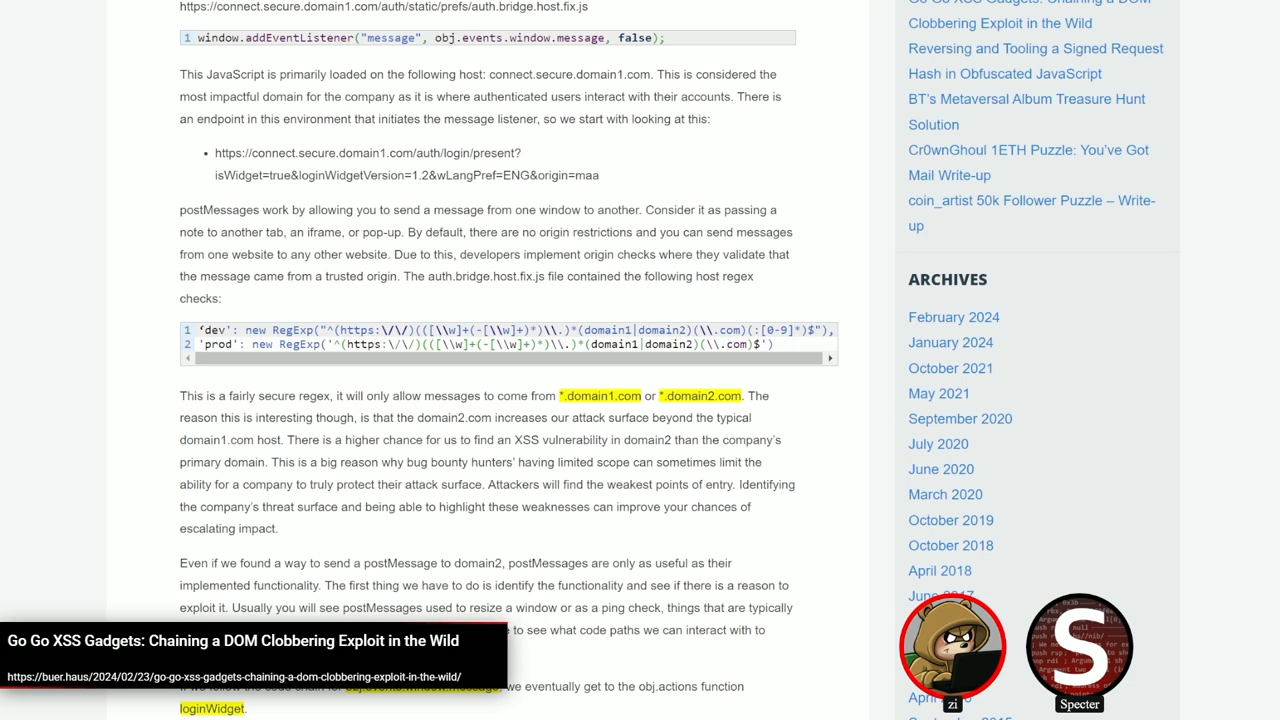 https://connect.secure.domain1.com/auth/static/prefs/auth.bridge.host.fix.js
1 window.addEventListener("message", obj.events.window.message, false);
This JavaScript is primarily loaded on the following host: connect.secure.domain1.com. This is considered the
most impactful domain for the company as it is where authenticated users interact with their accounts. There is
an endpoint in this environment that initiates the message listener, so we start with looking at this:
• https://connect.secure.domain1.com/auth/login/present?
isWidget=true&loginWidgetVersion=1.2&wLangPref=ENG&origin=maa
postMessages work by allowing you to send a message from one window to another. Consider it as passing a
note to another tab, an iframe, or pop-up. By default, there are no origin restrictions and you can send messages
from one website to any other website. Due to this, developers implement origin checks where they validate that
the message came from a trusted origin. The auth.bridge.host.fix.js file contained the following host regex
checks:
1 ‘dev': new RegExp("^(https:\/\/)(([\\w]+(-[\\w]+)*)\\.)*(domain1|domain2)(\\.com)(:[0-9]*)$"),
2 'prod': new RegExp('^(https:\/\/)(([\\w]+(-[\\w]+)*)\\.)*(domain1|domain2)(\\.com)$')
This is a fairly secure regex, it will only allow messages to come from *.domain1.com or *.domain2.com. The
reason this is interesting though, is that the domain2.com increases our attack surface beyond the typical
domain1.com host. There is a higher chance for us to find an XSS vulnerability in domain2 than the company's
primary domain. This is a big reason why bug bounty hunters' having limited scope can sometimes limit the
ability for a company to truly protect their attack surface. Attackers will find the weakest points of entry. Identifying
the company's threat surface and being able to highlight these weaknesses can improve your chances of
escalating impact.
Even if we found a way to send a postMessage to domain2, postMessages are only as useful as their
implemented functionality. The first thing we have to do is identify the functionality and see if there is a reason to
exploit it. Usually you will see postMessages used to resize a window or as a ping check, things that are typically
to see what code paths we can interact with to
we eventually get to the obj.actions function
loginWidget.
Clobbering Exploit in the Wild
Reversing and Tooling a Signed Request
Hash in Obfuscated JavaScript
BT's Metaversal Album Treasure Hunt
Solution
Cr0wnGhoul 1ETH Puzzle: You've Got
Mail Write-up
coin_artist 50k Follower Puzzle – Write-
up
ARCHIVES
February 2024
January 2024
October 2021
May 2021
September 2020
July 2020
June 2020
March 2020
October 2019
October 2018
April 2018
June 2017
Go Go XSS Gadgets: Chaining a DOM Clobbering Exploit in the Wild
https://buer.haus/2024/02/23/go-go-xss-gadgets-chaining-a-dom-clobbering-exploit-in-the-wild/
S
zi
Specter